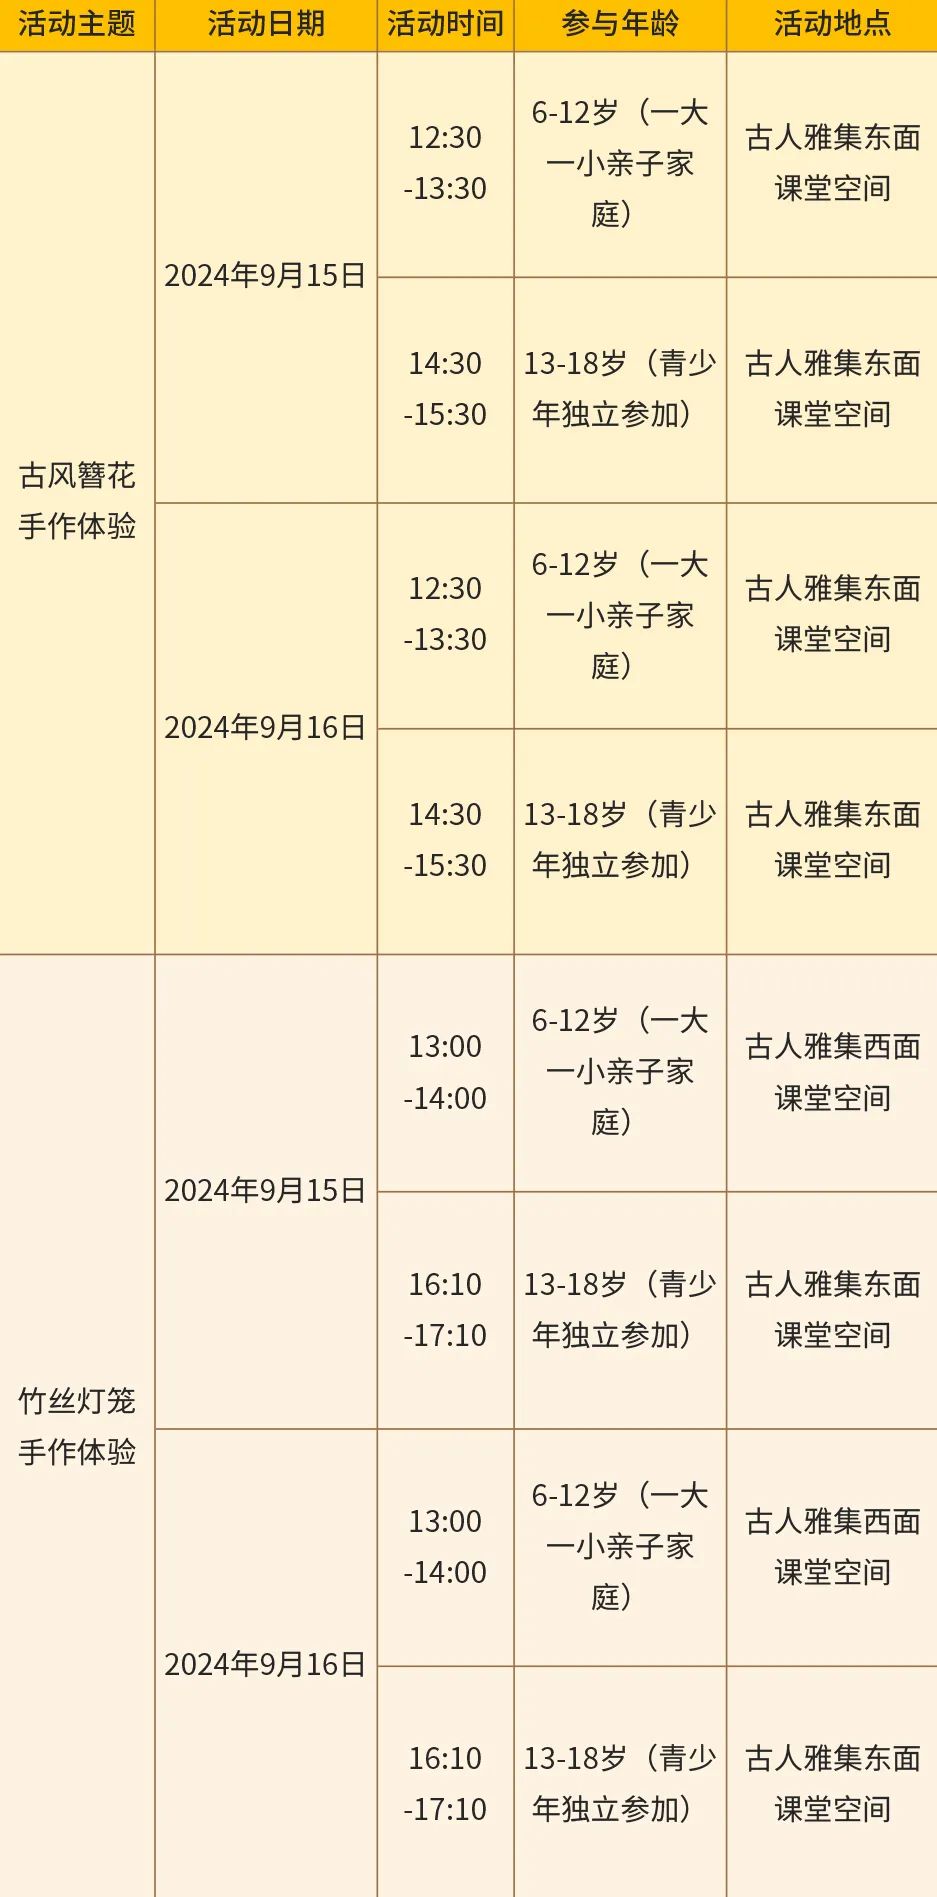 活动主题 活动日期 活动时间 参与年龄 活动地点
古风簪花
手作体验
2024年9月15日
12:30
-13:30
6-12岁（一大
一小亲子家
庭）
古人雅集东面
课堂空间
14:30
-15:30
13-18岁（青少
年独立参加）
古人雅集东面
课堂空间
2024年9月16日
12:30
-13:30
6-12岁（一大
一小亲子家
庭）
古人雅集东面
课堂空间
14:30
-15:30
13-18岁（青少
年独立参加）
古人雅集东面
课堂空间
竹丝灯笼
手作体验
2024年9月15日
13:00
-14:00
6-12岁（一大
一小亲子家
庭）
古人雅集西面
课堂空间
16:10
-17:10
13-18岁（青少
年独立参加）
古人雅集东面
课堂空间
2024年9月16日
13:00
-14:00
6-12岁（一大
一小亲子家
庭）
古人雅集西面
课堂空间
16:10
-17:10
13-18岁（青少
年独立参加）
古人雅集东面
课堂空间